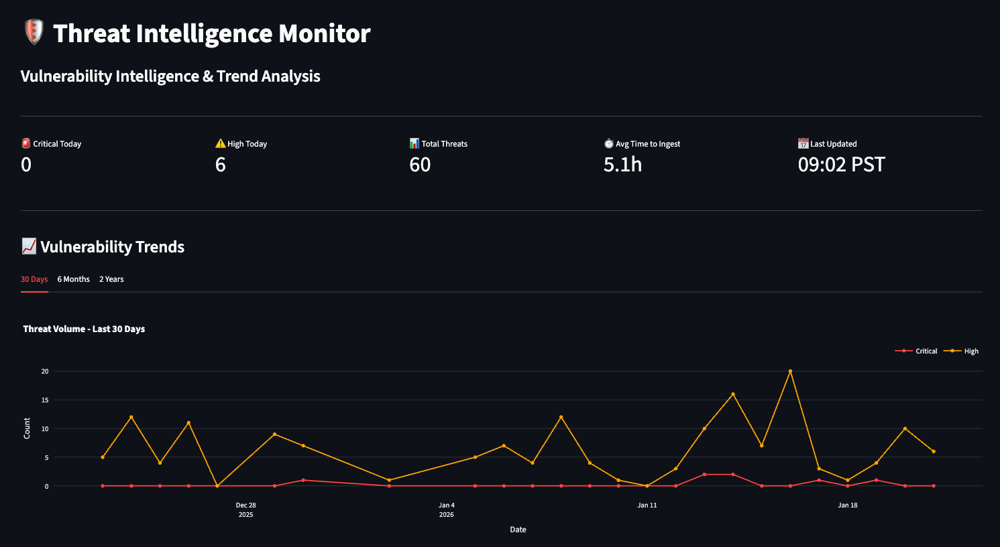 Threat Intelligence Monitor
Vulnerability Intelligence & Trend Analysis
Critical Today
0
High Today
6
Total Threats
60
Avg Time to Ingest
5.1h
Last Updated
09:02 PST
Vulnerability Trends
30 Days
6 Months
2 Years
Threat Volume - Last 30 Days
Critical
High
Count
20
15
10
5
0
Dec 28
2025
Jan 4
2026
Jan 11
Jan 18
Date